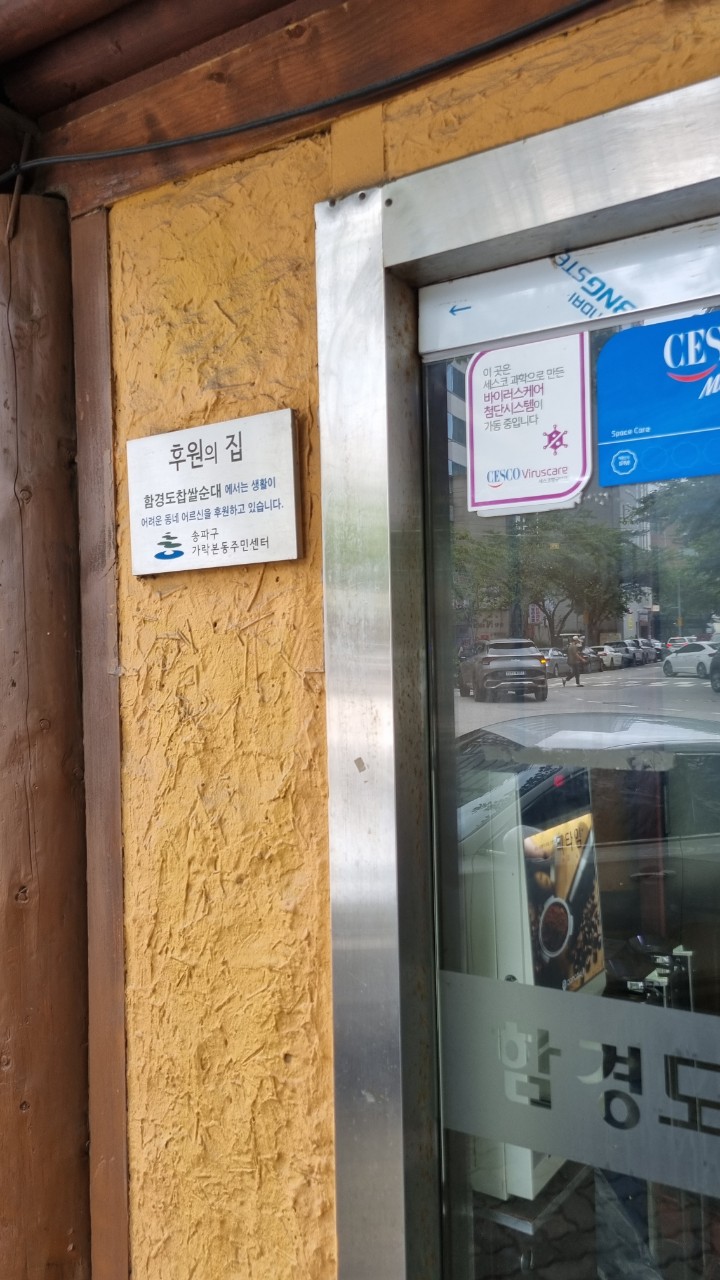 후원의 집
함경도찹쌀순대 에서는 생활이
어려운 동네 어르신을 후원하고 있습니다.
송파구
가락본동주민센터
←
이 곳은
세스코 과학으로 만든
바이러스케어
첨단시스템이
가동 중입니다
CESCO Viruscare
CES
Space Care
함경도